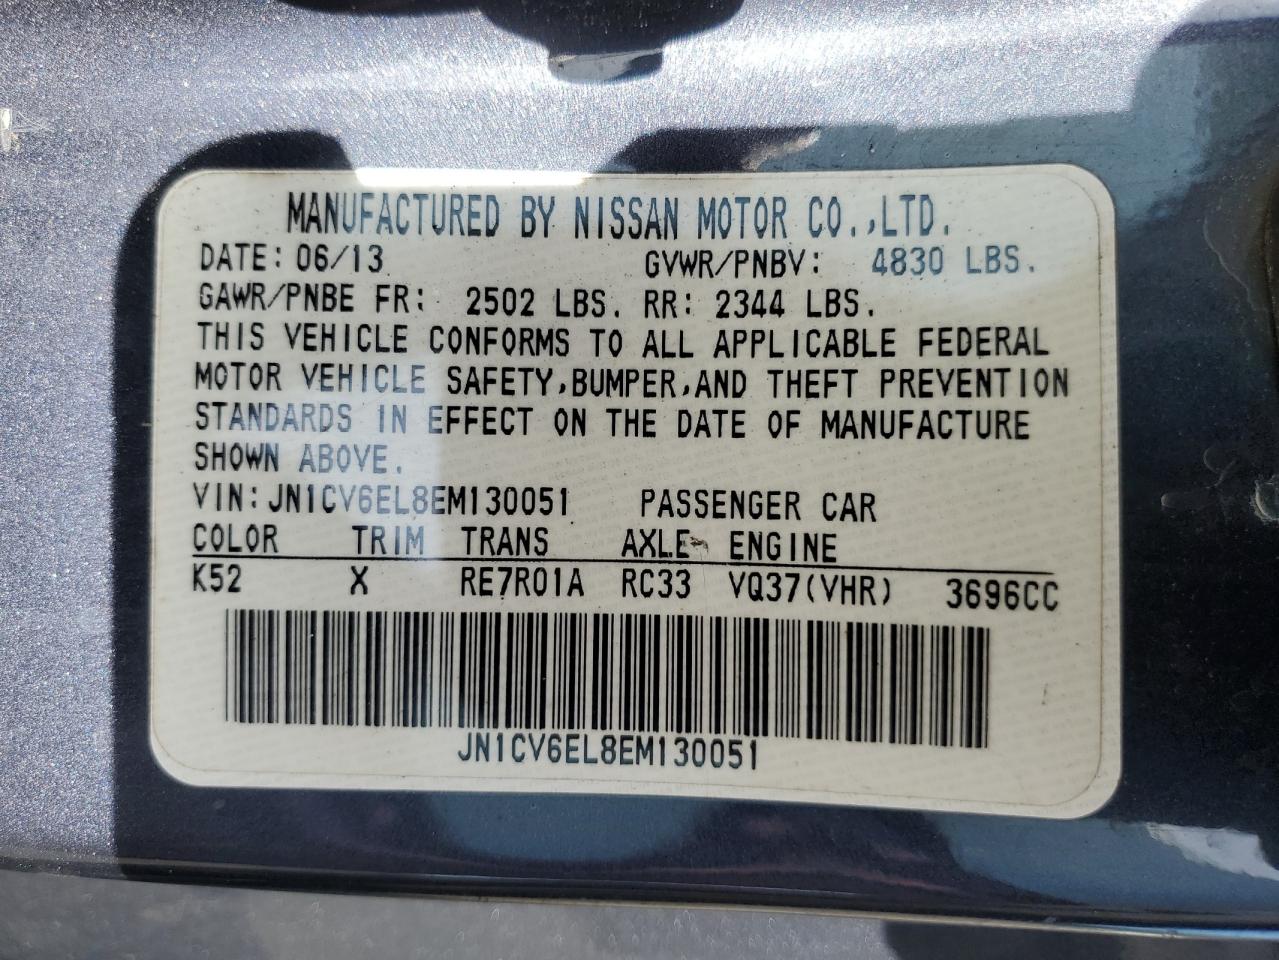 MANUFACTURED BY NISSAN MOTOR CO.,LTD.
DATE: 06/13 GVWR/PNBV: 4830 LBS.
GAWR/PNBE FR: 2502 LBS. RR: 2344 LBS.
THIS VEHICLE CONFORMS TO ALL APPLICABLE FEDERAL
MOTOR VEHICLE SAFETY,BUMPER,AND THEFT PREVENTION
STANDARDS IN EFFECT ON THE DATE OF MANUFACTURE
SHOWN ABOVE.
VIN:JN1CV6EL8EM130051 PASSENGER CAR
COLOR TRIM TRANS AXLE ENGINE
K52 X RE7R01A RC33 VQ37(VHR) 3696CC
JN1CV6EL8EM130051